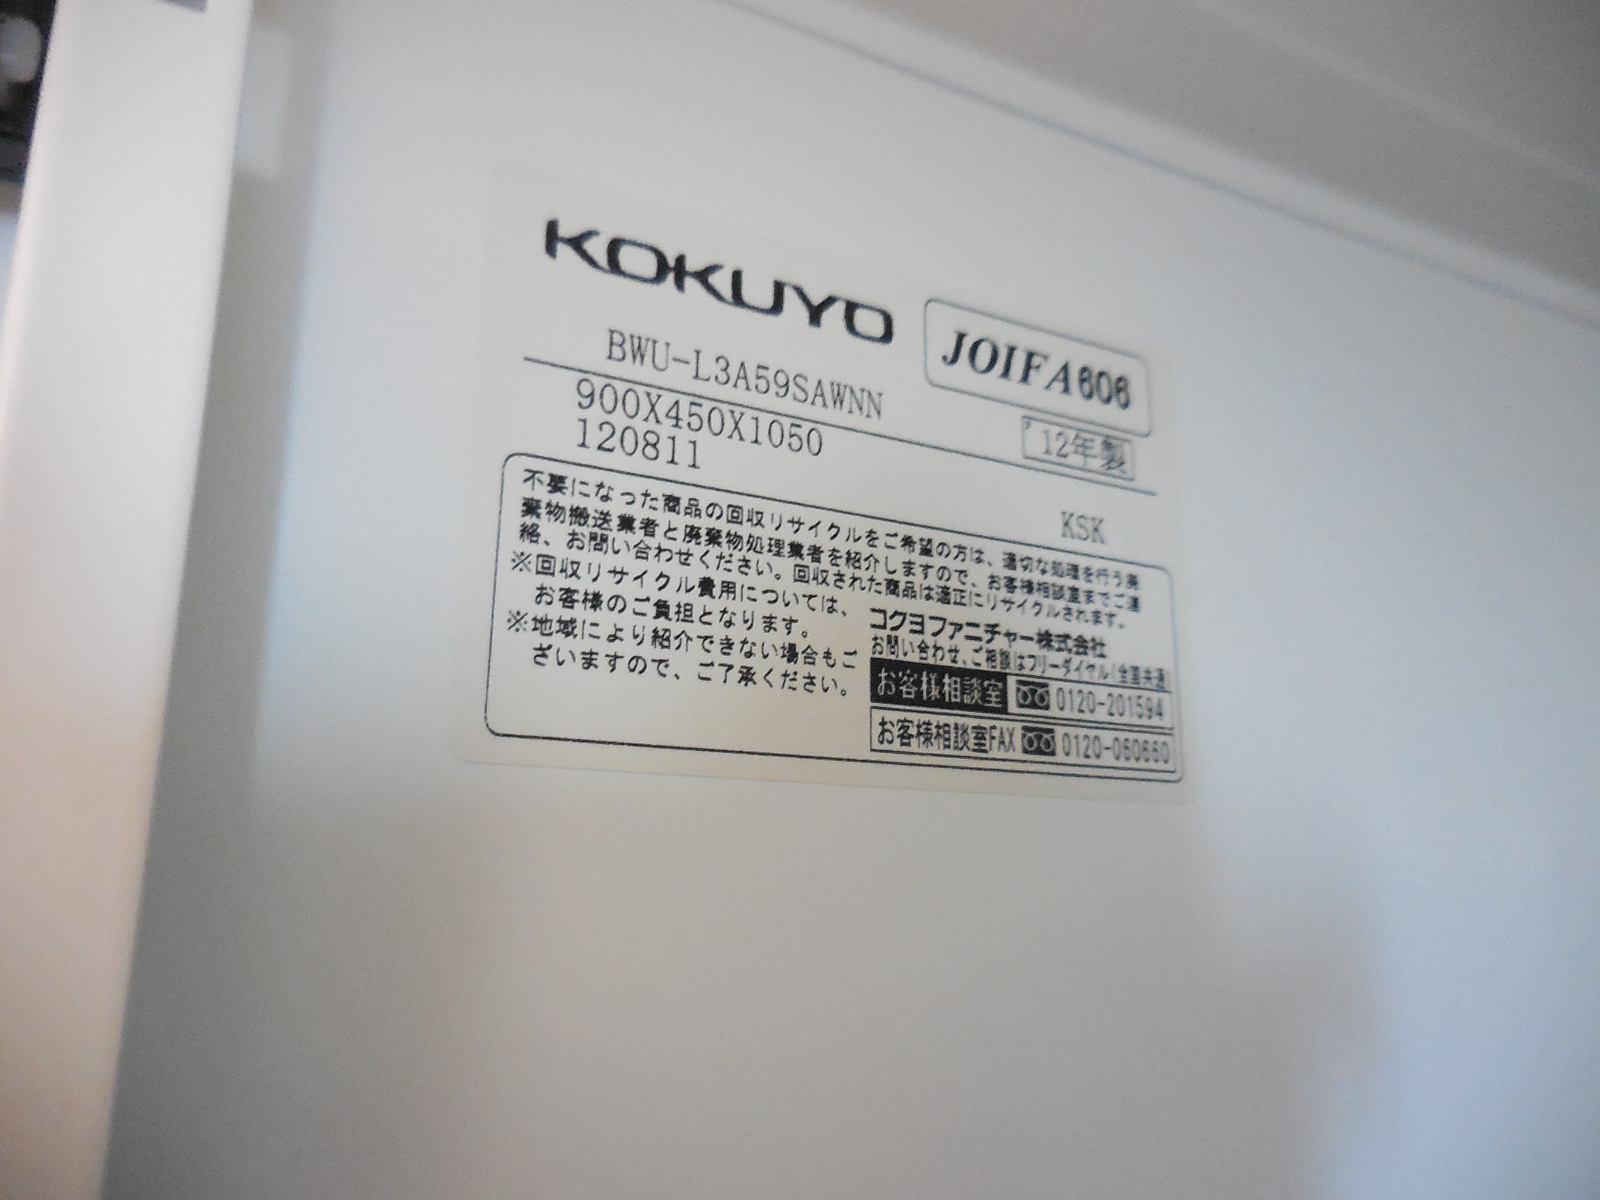 KOKUYO
JOIFA606
BWU-L3A59SAWNN
'12年製
900X450X1050
120811
KSK
不要になった商品の回収リサイクルをご希望の方は、適切な処理を行う廃
棄物搬送業者と廃棄物処理業者を紹介しますので、お客様相談室までご連
絡、お問い合わせください。回収された商品は適正にリサイクルされます。
※回収リサイクル費用については、
お客様のご負担となります。
※地域により紹介できない場合もご
ざいますので、ご了承ください。
コクヨファニチャー株式会社
お問い合わせ、ご相談はフリーダイヤル(全国共通)
お客様相談室 0120-201594
お客様相談室FAX 0120-060660